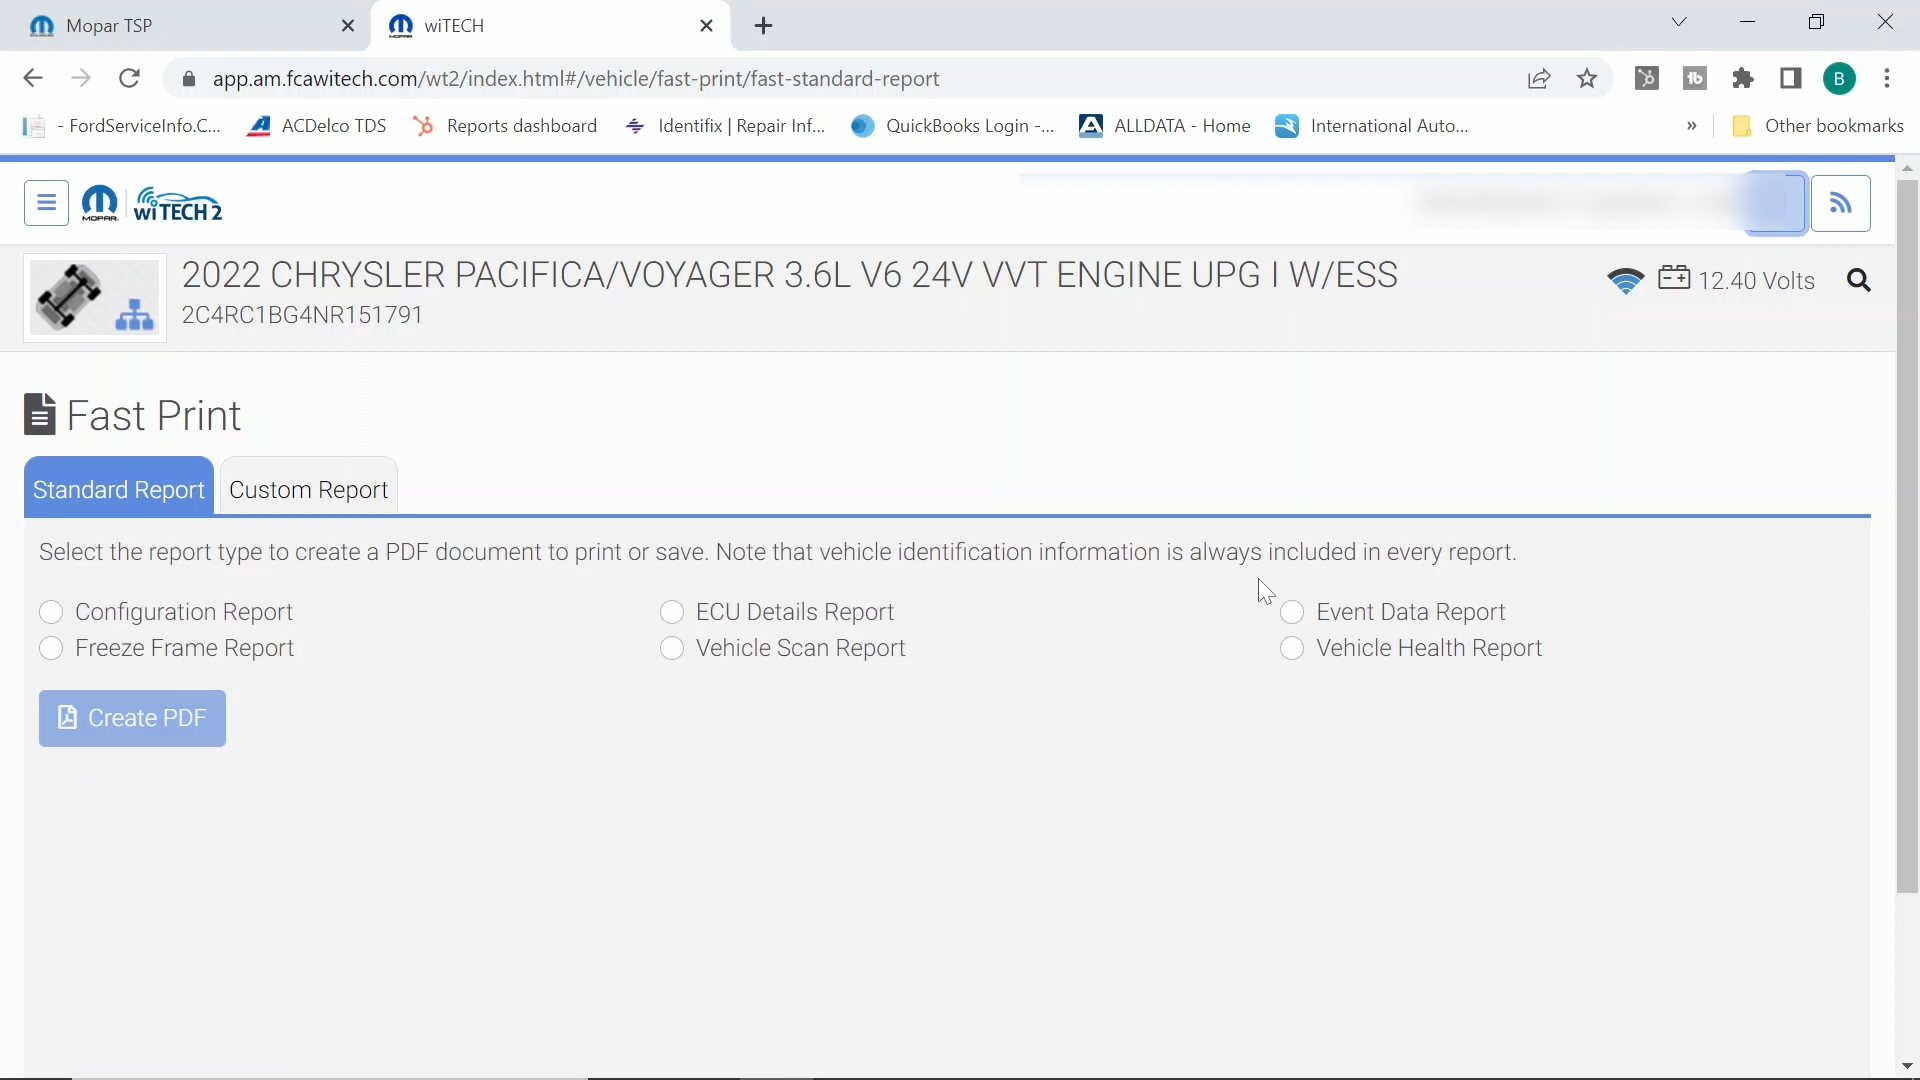 Mopar TSP
wiTECH
app.am.fcawitech.com/wt2/index.html#/vehicle/fast-print/fast-standard-report
B
- FordServiceInfo.C...
ACDelco TDS
Reports dashboard
Identifix | Repair Inf...
QuickBooks Login -...
ALLDATA - Home
International Auto...
»
Other bookmarks
MOPAR
wiTECH 2
2022 CHRYSLER PACIFICA/VOYAGER 3.6L V6 24V VVT ENGINE UPG I W/ESS
2C4RC1BG4NR151791
12.40 Volts
Fast Print
Standard Report
Custom Report
Select the report type to create a PDF document to print or save. Note that vehicle identification information is always included in every report.
Configuration Report
ECU Details Report
Event Data Report
Freeze Frame Report
Vehicle Scan Report
Vehicle Health Report
Create PDF